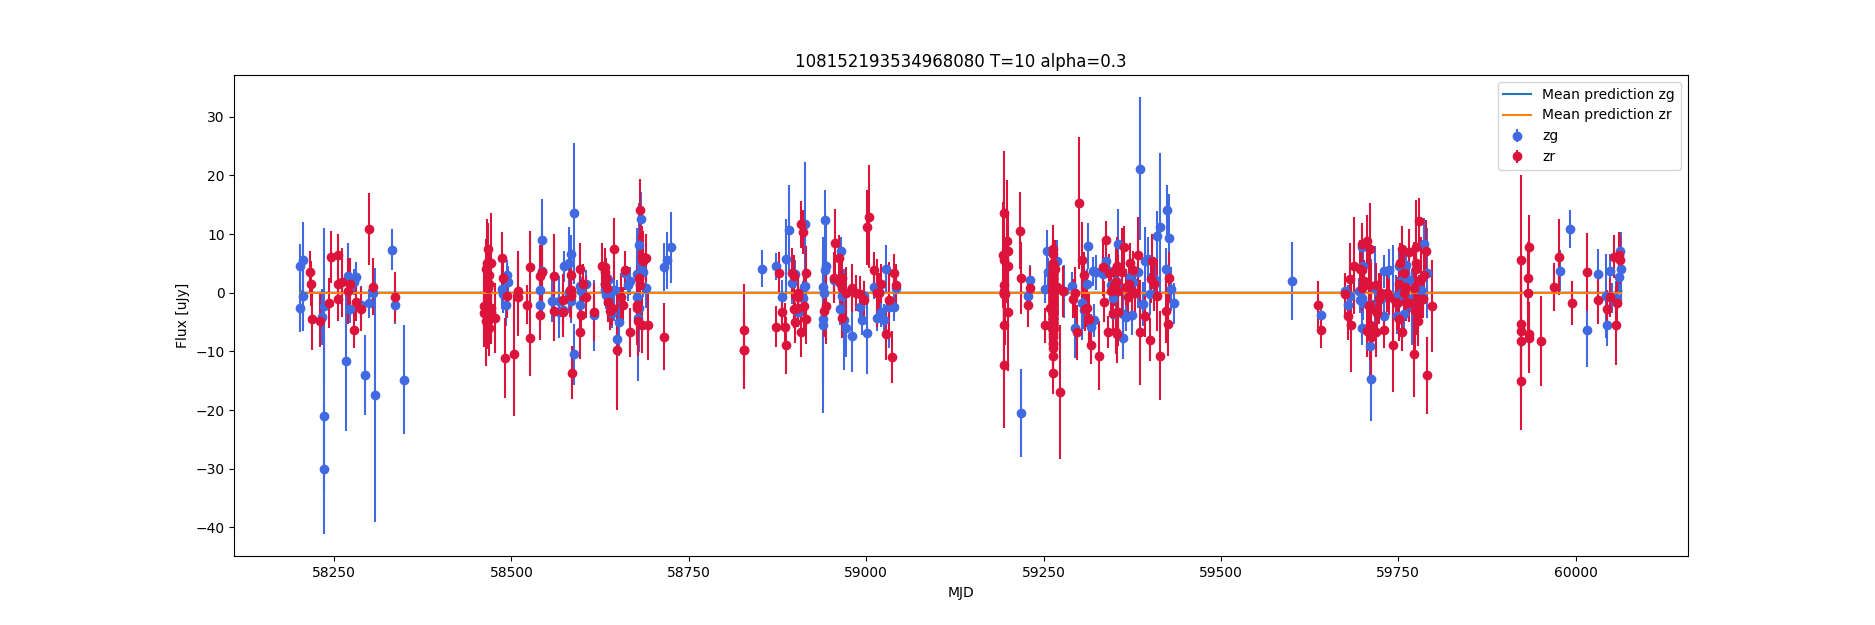 108152193534968080 T=10 alpha=0.3
Mean prediction zg
Mean prediction zr
zg
zr
30
20
10
0
−10
−20
−30
−40
Flux [uJy]
58250 58500 58750 59000 59250 59500 59750 60000
MJD